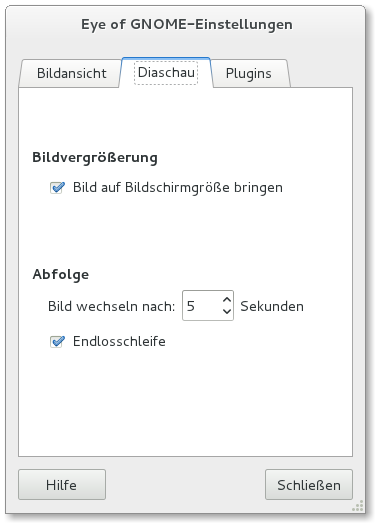 Eye of GNOME-Einstellungen
Bildansicht Diaschau Plugins
Bildvergrößerung
Bild auf Bildschirmgröße bringen
Abfolge
Bild wechseln nach: 5 Sekunden
Endlosschleife
Hilfe Schließen